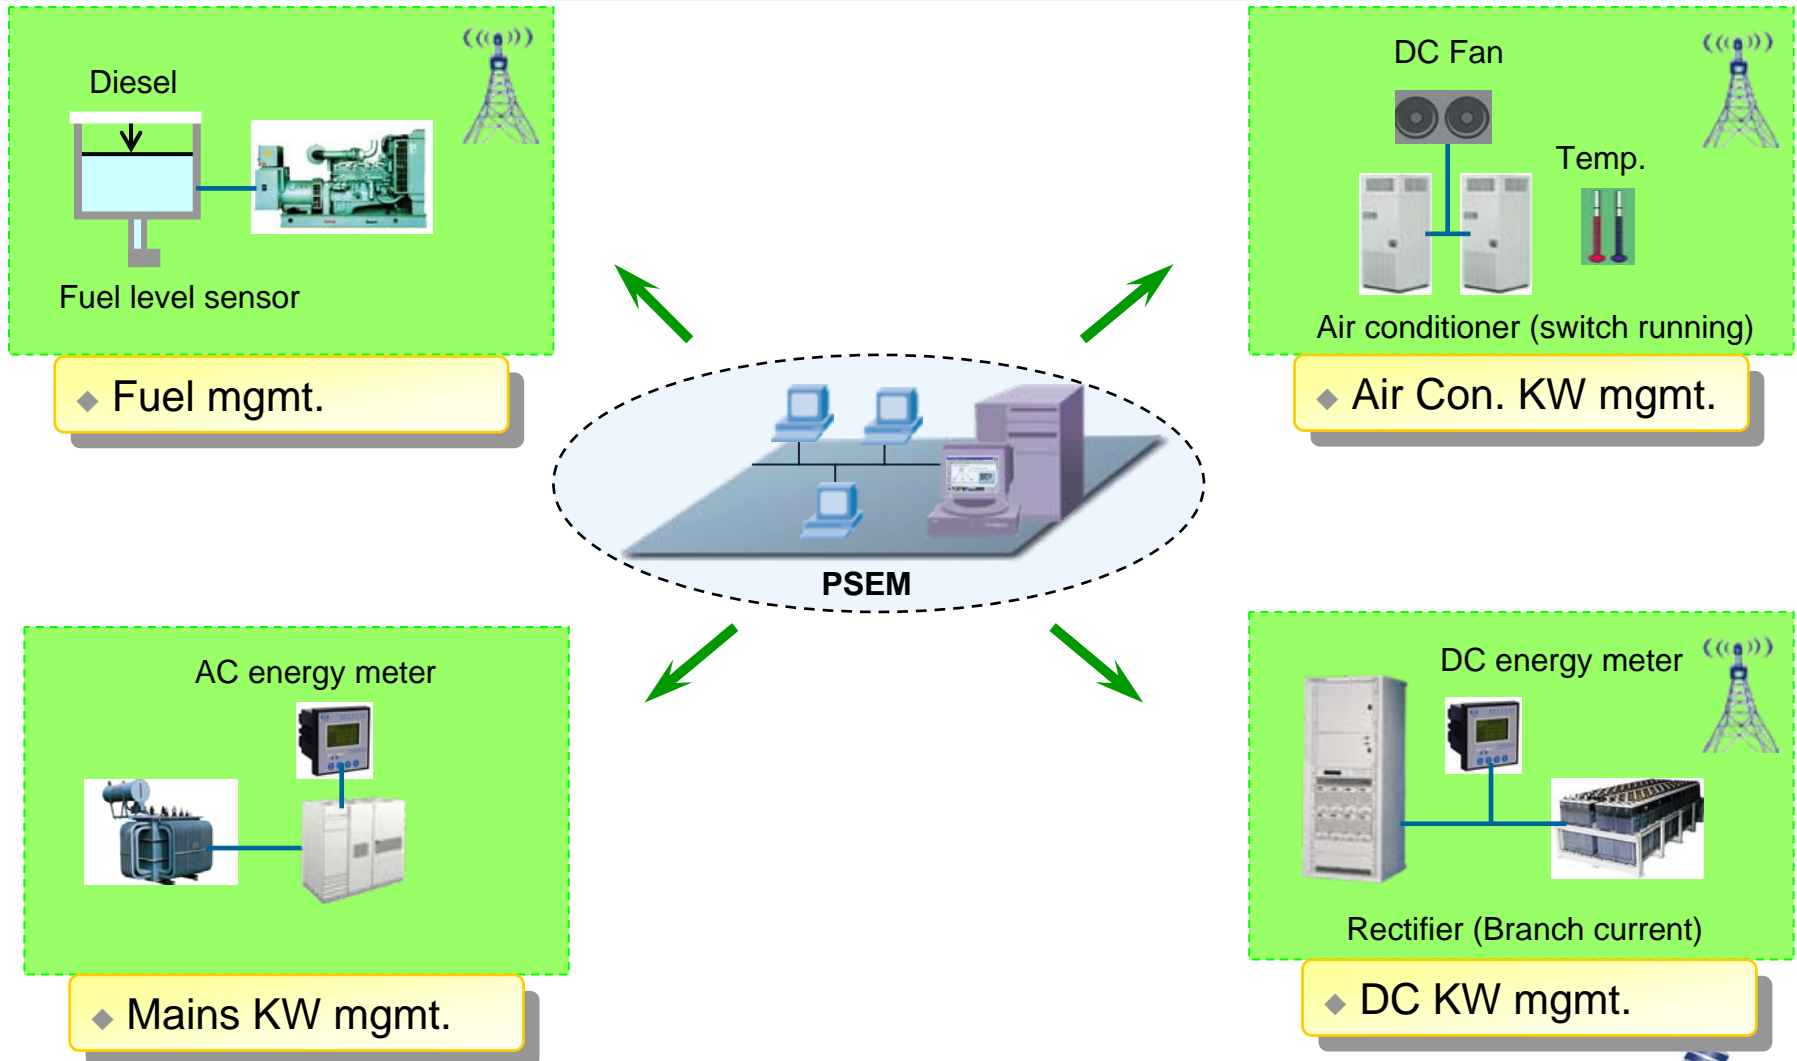 Diesel
Fuel level sensor
◆ Fuel mgmt.
DC Fan
Temp.
Air conditioner (switch running)
◆ Air Con. KW mgmt.
PSEM
AC energy meter
◆ Mains KW mgmt.
DC energy meter
Rectifier (Branch current)
◆ DC KW mgmt.